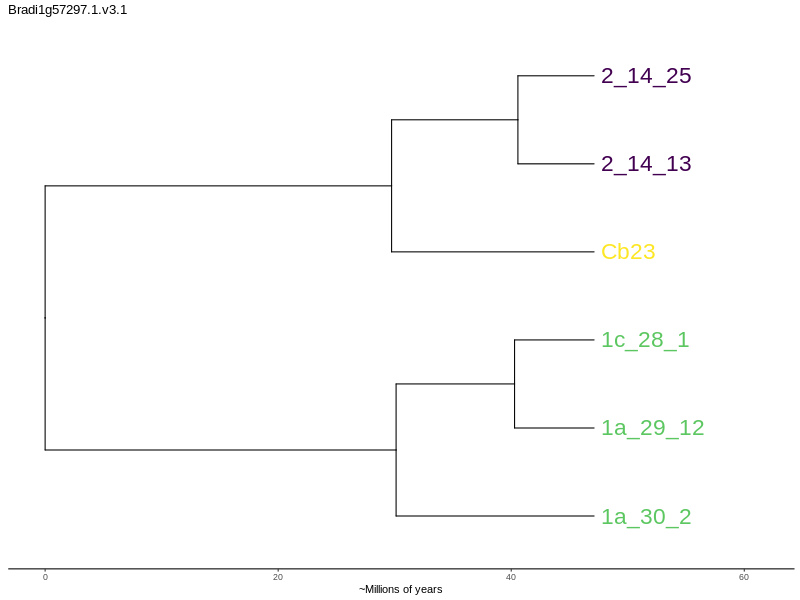 Bradi1g57297.1.v3.1
2_14_25
2_14_13
Cb23
1c_28_1
1a_29_12
1a_30_2
0 20 40 60
~Millions of years